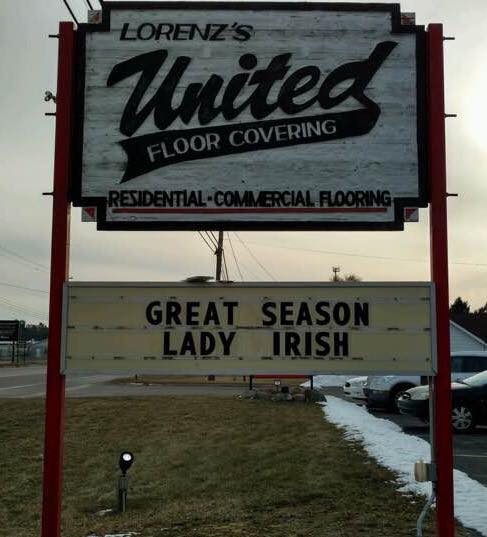 LORENZ'S
United
FLOOR COVERING
RESIDENTIAL - COMMERCIAL FLOORING
GREAT SEASON
LADY IRISH